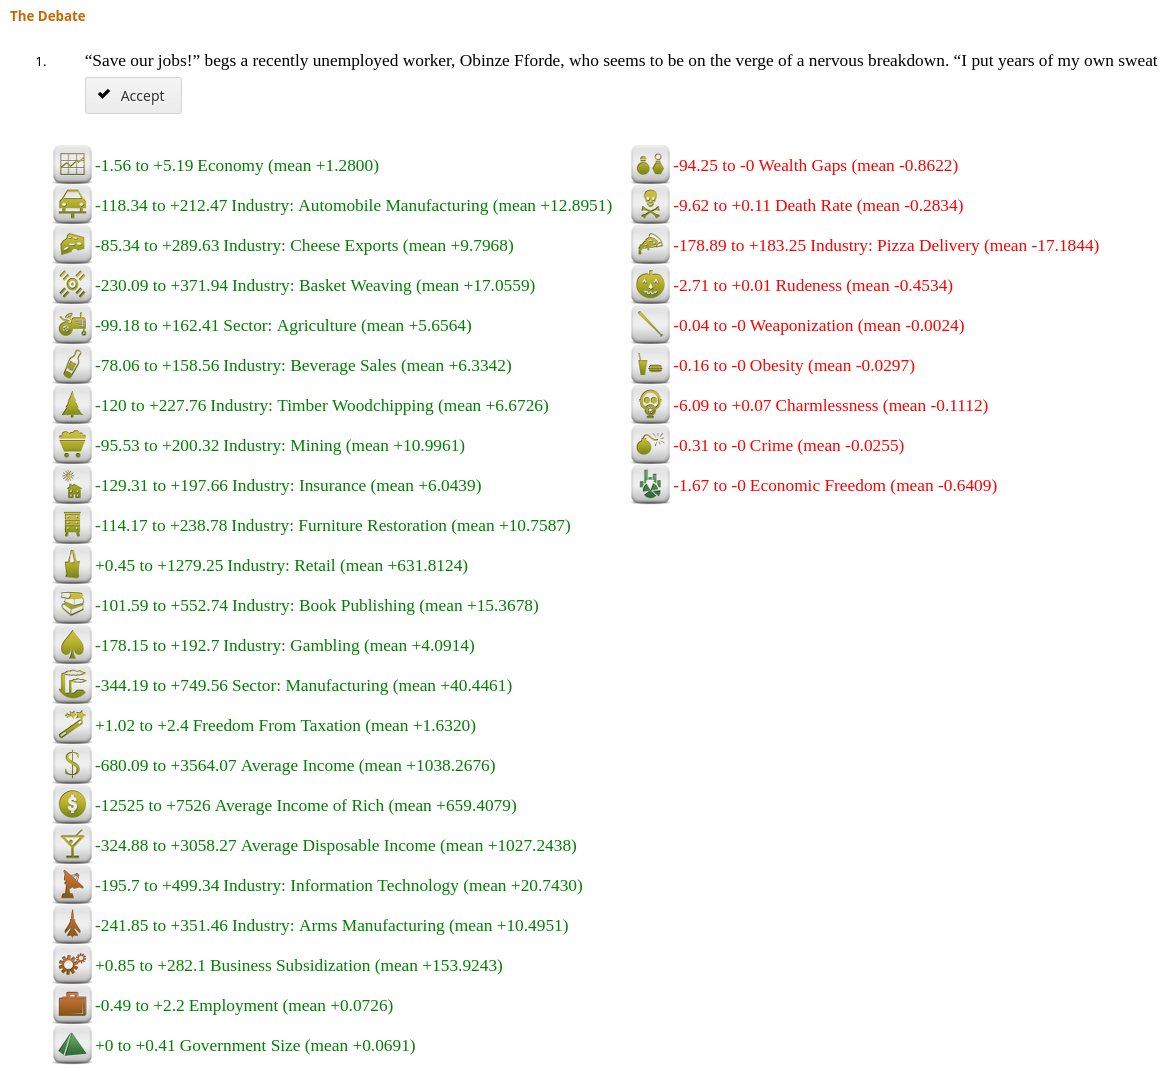 The Debate
1. “Save our jobs!” begs a recently unemployed worker, Obinze Fforde, who seems to be on the verge of a nervous breakdown. “I put years of my own sweat
Accept
-1.56 to +5.19 Economy (mean +1.2800)
-118.34 to +212.47 Industry: Automobile Manufacturing (mean +12.8951)
-85.34 to +289.63 Industry: Cheese Exports (mean +9.7968)
-230.09 to +371.94 Industry: Basket Weaving (mean +17.0559)
-99.18 to +162.41 Sector: Agriculture (mean +5.6564)
-78.06 to +158.56 Industry: Beverage Sales (mean +6.3342)
-120 to +227.76 Industry: Timber Woodchipping (mean +6.6726)
-95.53 to +200.32 Industry: Mining (mean +10.9961)
-129.31 to +197.66 Industry: Insurance (mean +6.0439)
-114.17 to +238.78 Industry: Furniture Restoration (mean +10.7587)
+0.45 to +1279.25 Industry: Retail (mean +631.8124)
-101.59 to +552.74 Industry: Book Publishing (mean +15.3678)
-178.15 to +192.7 Industry: Gambling (mean +4.0914)
-344.19 to +749.56 Sector: Manufacturing (mean +40.4461)
+1.02 to +2.4 Freedom From Taxation (mean +1.6320)
-680.09 to +3564.07 Average Income (mean +1038.2676)
-12525 to +7526 Average Income of Rich (mean +659.4079)
-324.88 to +3058.27 Average Disposable Income (mean +1027.2438)
-195.7 to +499.34 Industry: Information Technology (mean +20.7430)
-241.85 to +351.46 Industry: Arms Manufacturing (mean +10.4951)
+0.85 to +282.1 Business Subsidization (mean +153.9243)
-0.49 to +2.2 Employment (mean +0.0726)
+0 to +0.41 Government Size (mean +0.0691)
-94.25 to -0 Wealth Gaps (mean -0.8622)
-9.62 to +0.11 Death Rate (mean -0.2834)
-178.89 to +183.25 Industry: Pizza Delivery (mean -17.1844)
-2.71 to +0.01 Rudeness (mean -0.4534)
-0.04 to -0 Weaponization (mean -0.0024)
-0.16 to -0 Obesity (mean -0.0297)
-6.09 to +0.07 Charmlessness (mean -0.1112)
-0.31 to -0 Crime (mean -0.0255)
-1.67 to -0 Economic Freedom (mean -0.6409)